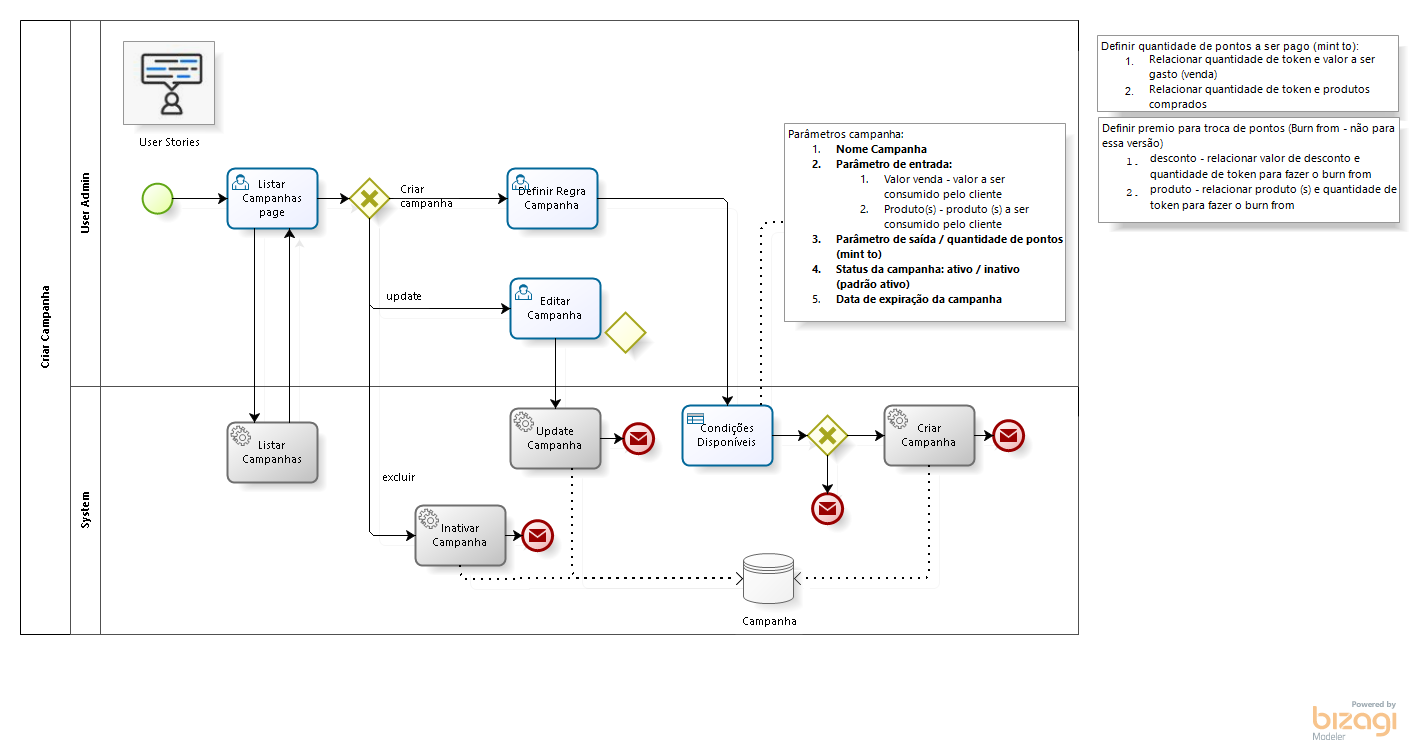 Criar Campanha
User Admin
System
User Stories
Listar
Campanhas
page
Criar
campanha
Definir Regra
Campanha
update
Editar
Campanha
Listar
Campanhas
Update
Campanha
excluir
Inativar
Campanha
Condições
Disponíveis
Criar
Campanha
Campanha
Parâmetros campanha:
1. Nome Campanha
2. Parâmetro de entrada:
1. Valor venda - valor a ser
consumido pelo cliente
2. Produto(s) - produto (s) a ser
consumido pelo cliente
3. Parâmetro de saída / quantidade de pontos
(mint to)
4. Status da campanha: ativo / inativo
(padrão ativo)
5. Data de expiração da campanha
Definir quantidade de pontos a ser pago (mint to):
1. Relacionar quantidade de token e valor a ser
gasto (venda)
2. Relacionar quantidade de token e produtos
comprados
Definir premio para troca de pontos (Burn from - não para
essa versão)
1. desconto - relacionar valor de desconto e
quantidade de token para fazer o burn from
2. produto - relacionar produto (s) e quantidade de
token para fazer o burn from
Powered by
bizagi
Modeler